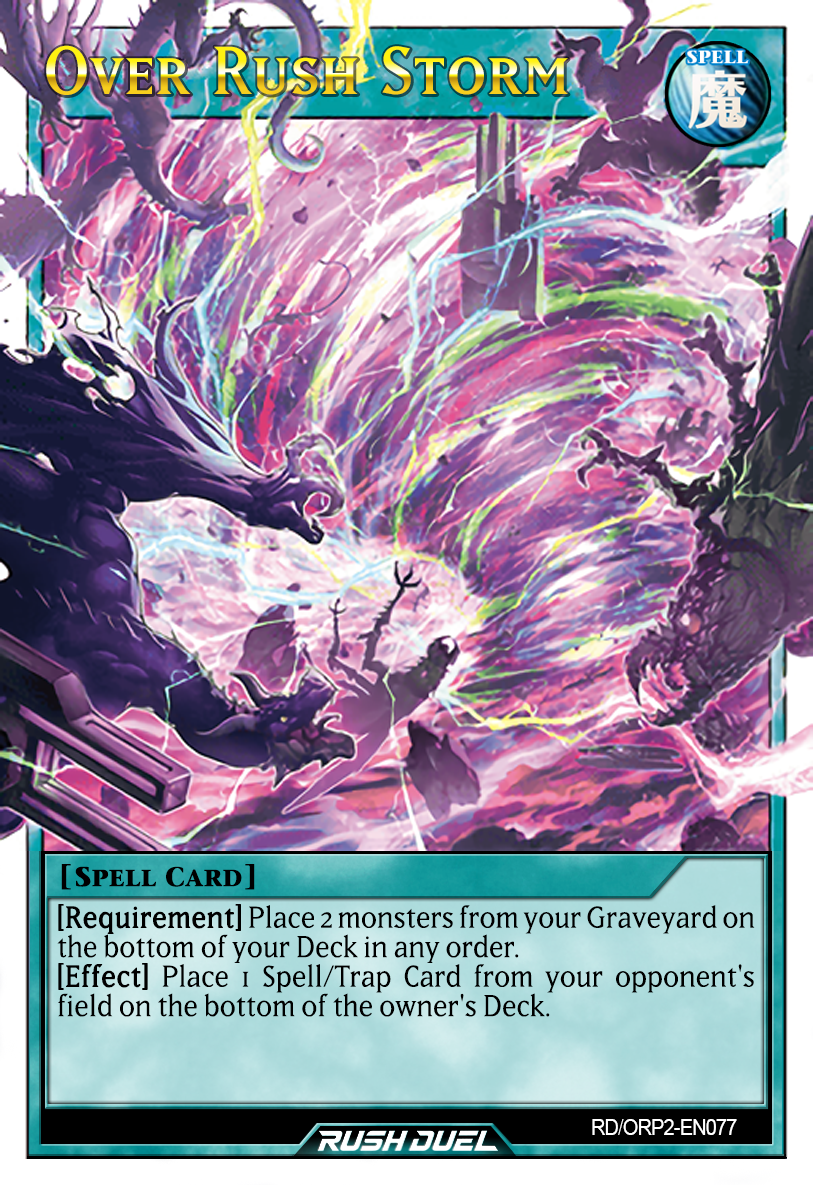 Over Rush Storm
SPELL
魔
[Spell Card]
[Requirement] Place 2 monsters from your Graveyard on
the bottom of your Deck in any order.
[Effect] Place 1 Spell/Trap Card from your opponent's
field on the bottom of the owner's Deck.
RD/ORP2-EN077
RUSH DUEL